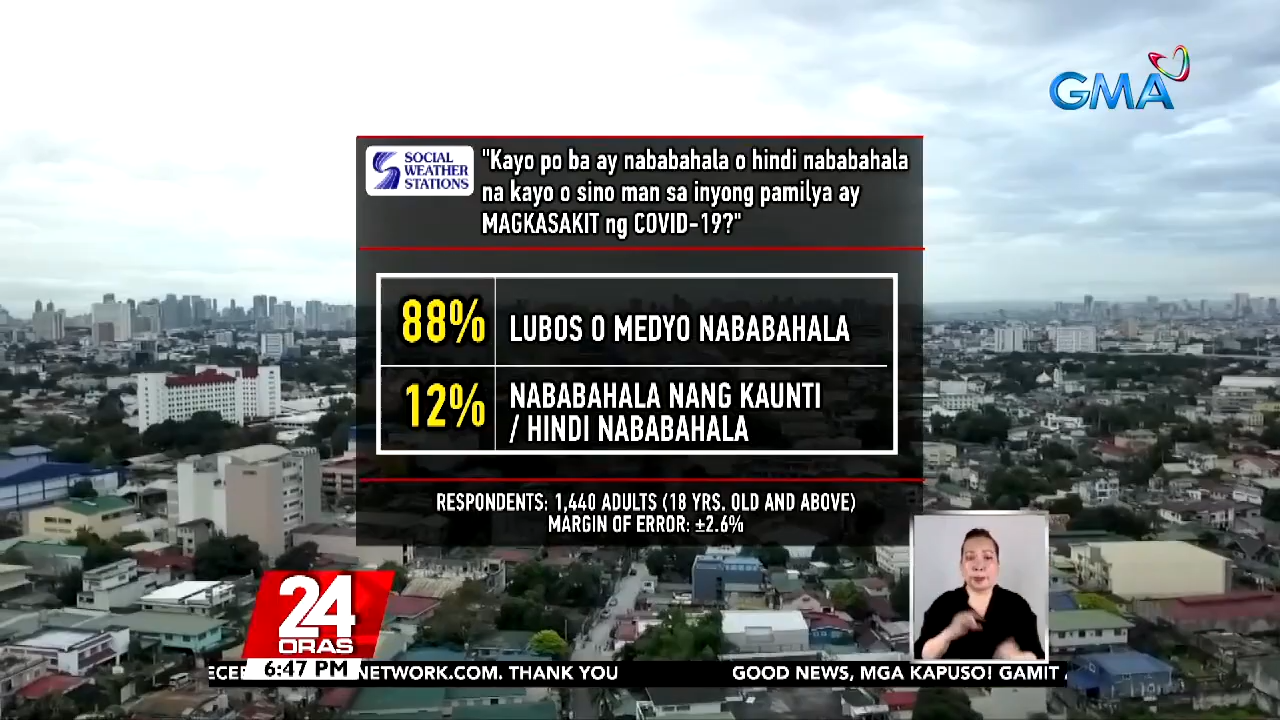 GMA
SOCIAL
WEATHER
STATIONS
"Kayo po ba ay nababahala o hindi nababahala
na kayo o sino man sa inyong pamilya ay
MAGKASAKIT ng COVID-19?"
88%
LUBOS O MEDYO NABABAHALA
12%
NABABAHALA NANG KAUNTI
/ HINDI NABABAHALA
RESPONDENTS: 1,440 ADULTS (18 YRS. OLD AND ABOVE)
MARGIN OF ERROR: ±2.6%
24
ORAS
6:47 PM
NETWORK.COM. THANK YOU
GOOD NEWS, MGA KAPUSO! GAMIT